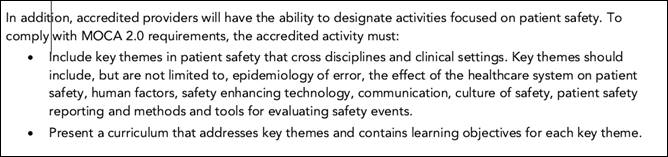 In addition, accredited providers will have the ability to designate activities focused on patient safety. To
comply with MOCA 2.0 requirements, the accredited activity must:
• Include key themes in patient safety that cross disciplines and clinical settings. Key themes should
include, but are not limited to, epidemiology of error, the effect of the healthcare system on patient
safety, human factors, safety enhancing technology, communication, culture of safety, patient safety
reporting and methods and tools for evaluating safety events.
• Present a curriculum that addresses key themes and contains learning objectives for each key theme.